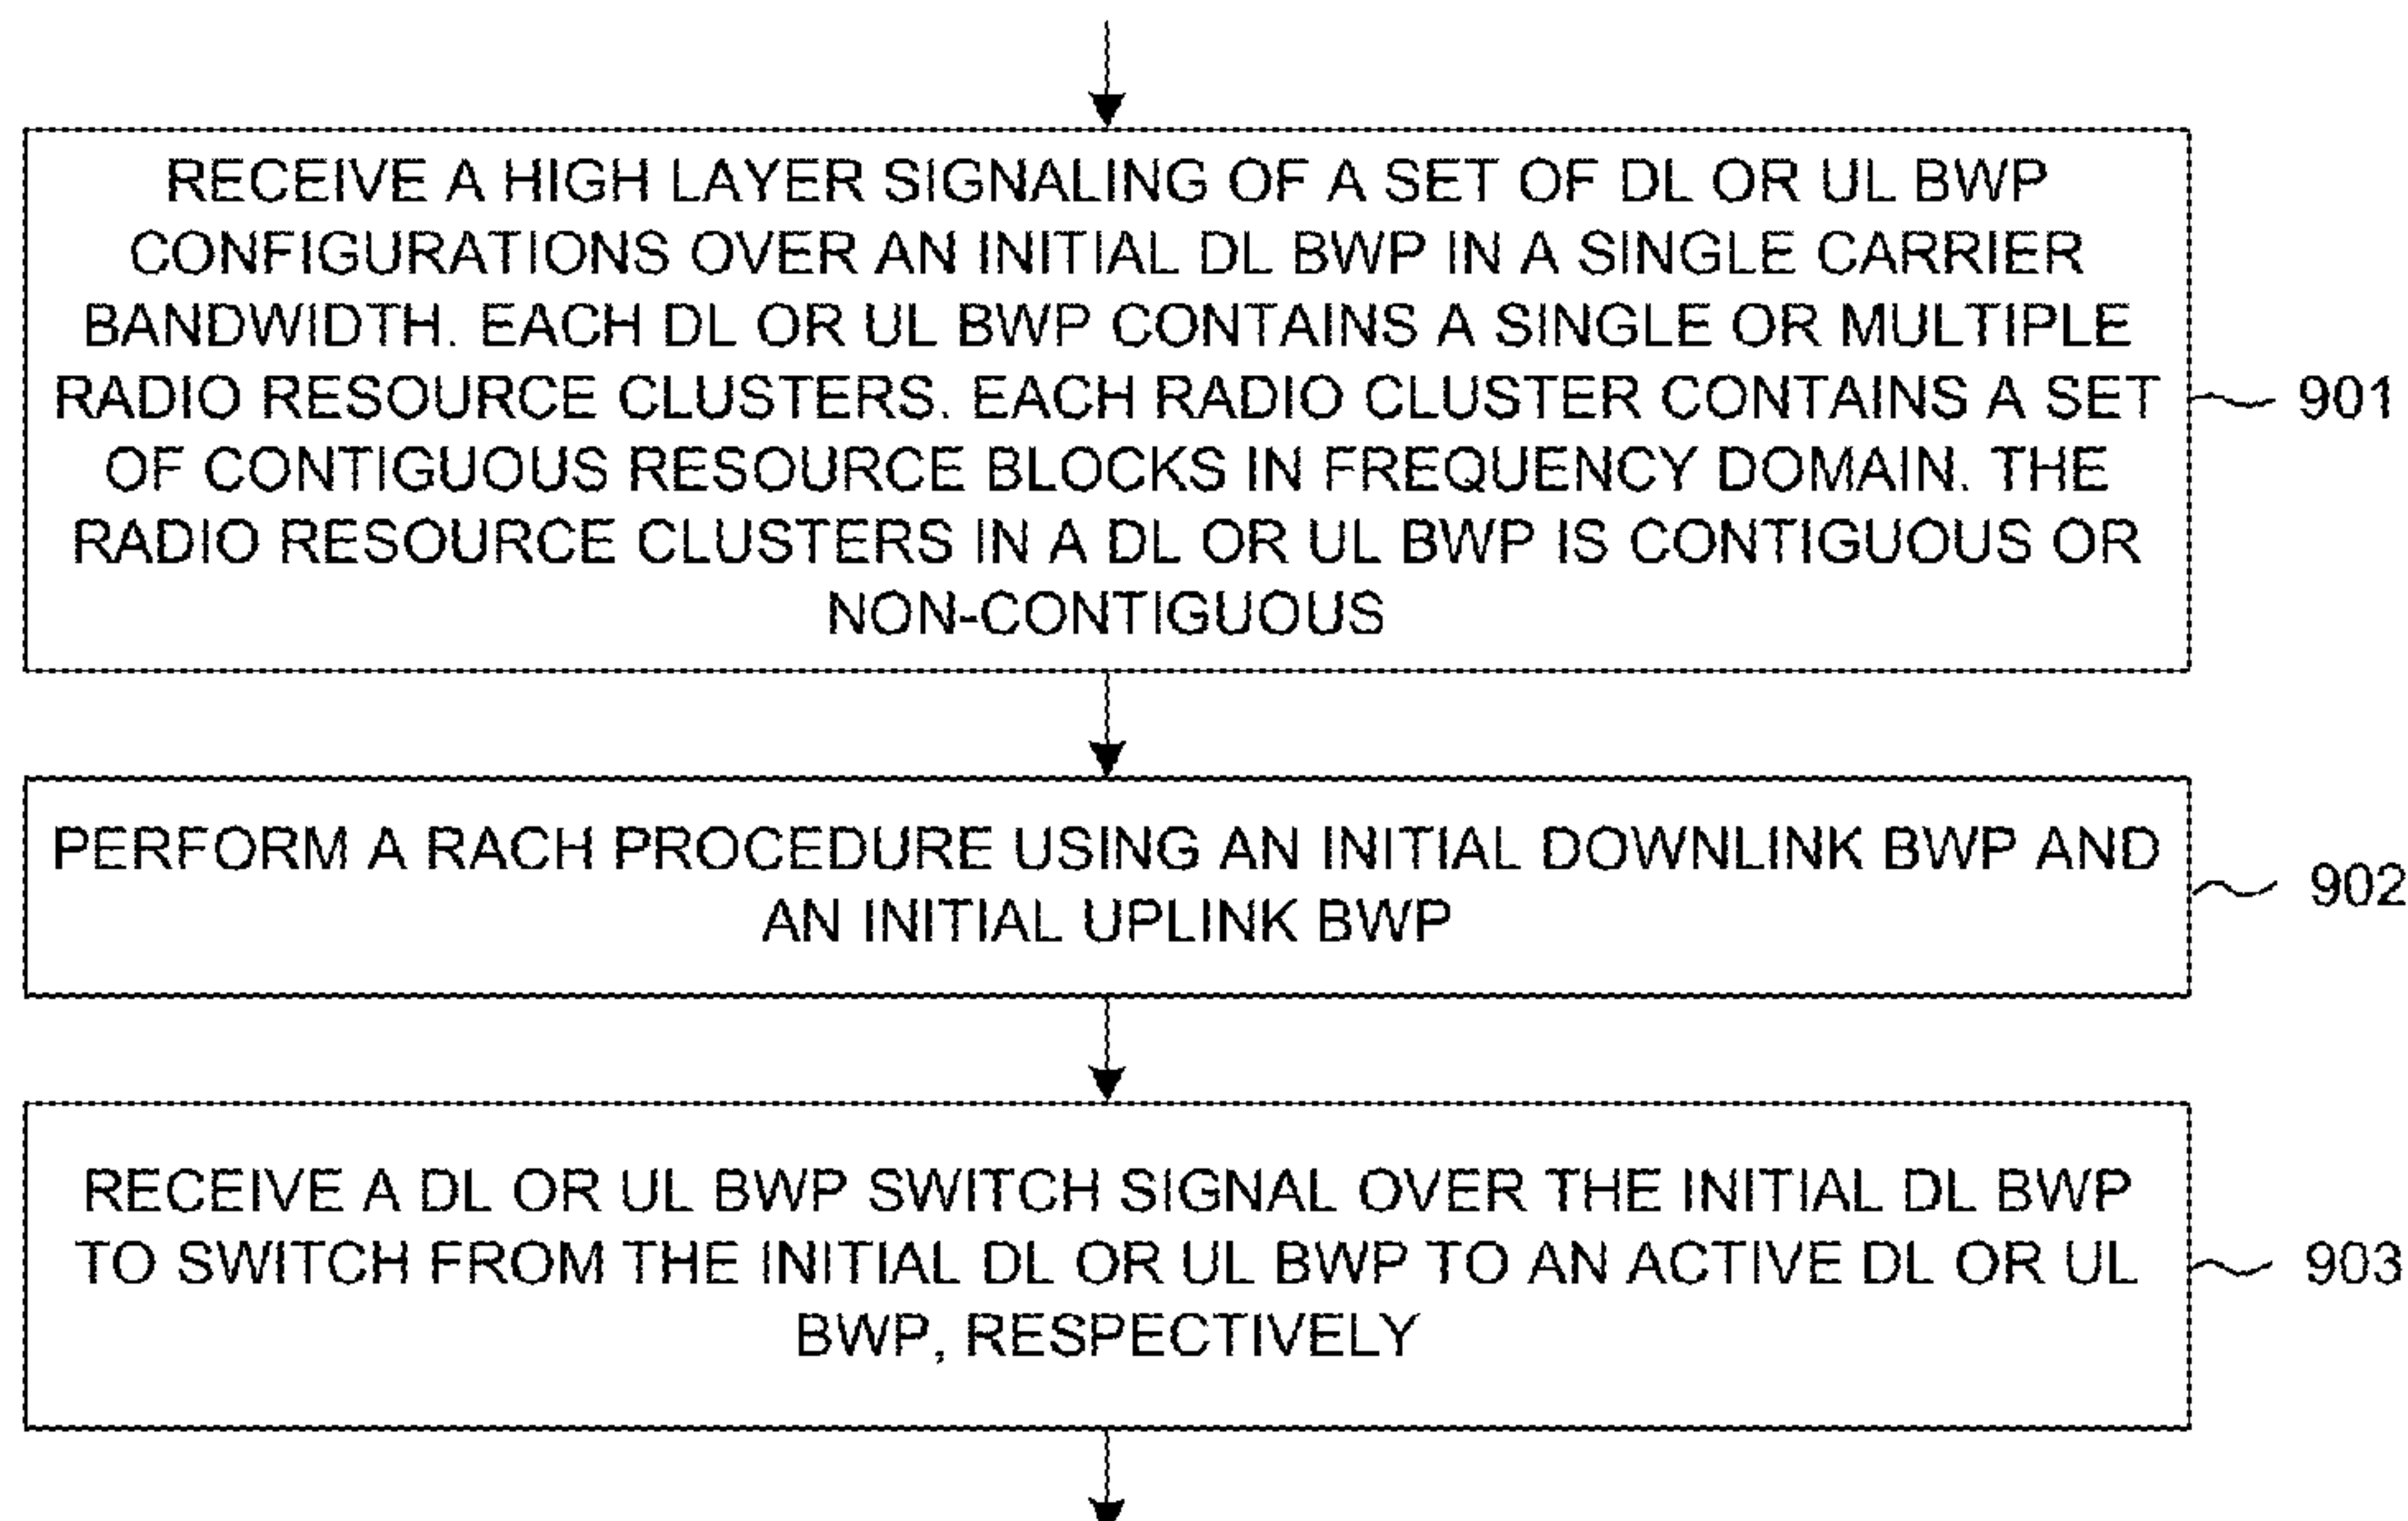 RECEIVE A HIGH LAYER SIGNALING OF A SET OF DL OR UL BWP
CONFIGURATIONS OVER AN INITIAL DL BWP IN A SINGLE CARRIER
BANDWIDTH. EACH DL OR UL BWP CONTAINS A SINGLE OR MULTIPLE
RADIO RESOURCE CLUSTERS. EACH RADIO CLUSTER CONTAINS A SET
OF CONTIGUOUS RESOURCE BLOCKS IN FREQUENCY DOMAIN. THE
RADIO RESOURCE CLUSTERS IN A DL OR UL BWP IS CONTIGUOUS OR
NON-CONTIGUOUS
901
PERFORM A RACH PROCEDURE USING AN INITIAL DOWNLINK BWP AND
AN INITIAL UPLINK BWP
902
RECEIVE A DL OR UL BWP SWITCH SIGNAL OVER THE INITIAL DL BWP
TO SWITCH FROM THE INITIAL DL OR UL BWP TO AN ACTIVE DL OR UL
BWP, RESPECTIVELY
903